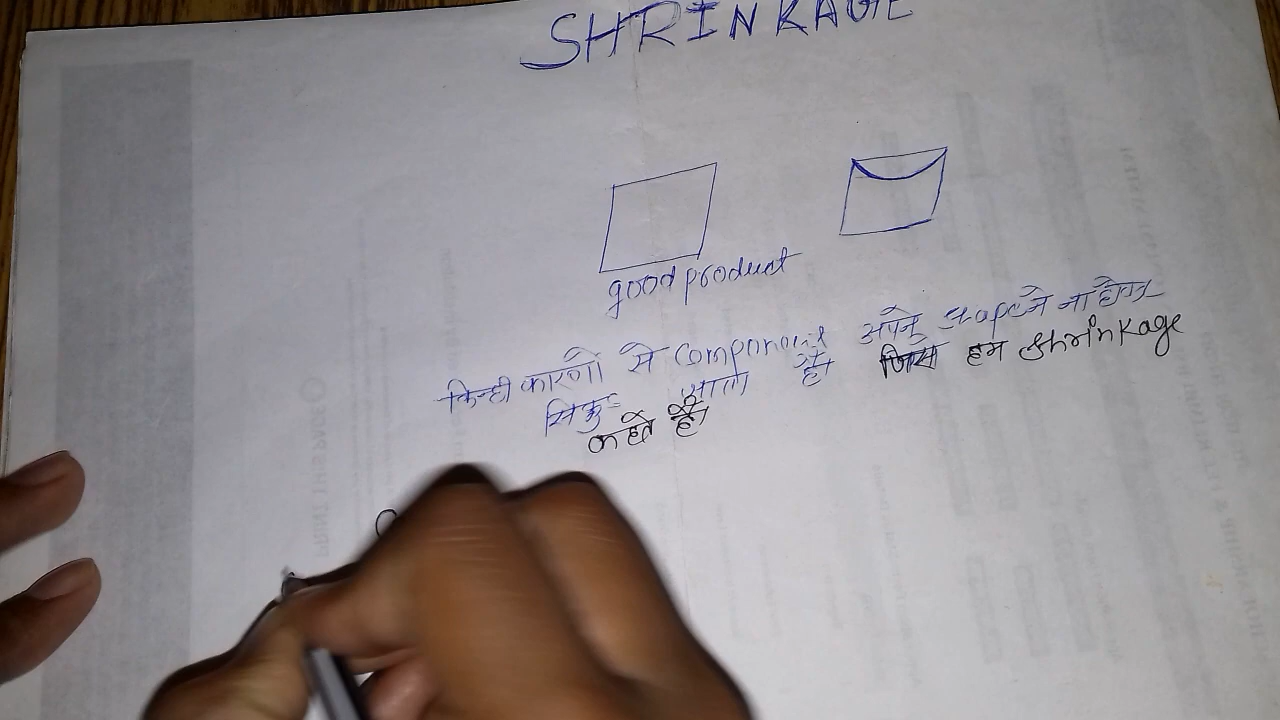 SHRINKAGE
good product
किन्ही कारणों से Component अपने shape में ना होकर
सिकुड़ जाता है जिसे हम shrinkage
कहते हैं